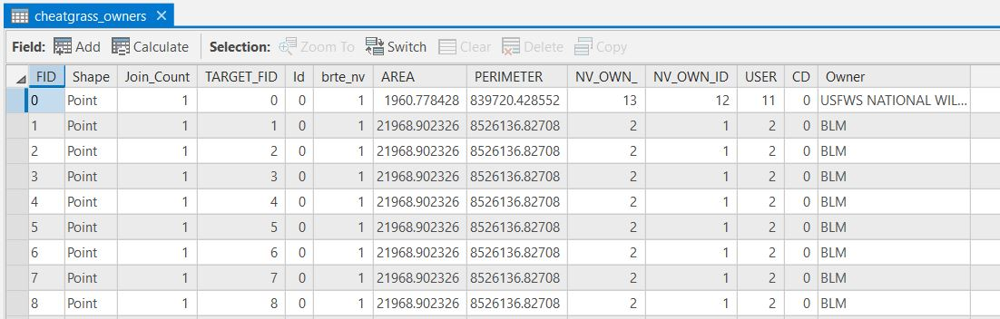 cheatgrass_owners ×
Field: Add Calculate Selection: Zoom To Switch Clear Delete Copy
FID Shape Join_Count TARGET_FID Id brte_nv AREA PERIMETER NV_OWN_ NV_OWN_ID USER CD Owner
0 Point 1 0 0 1 1960.778428 839720.428552 13 12 11 0 USFWS NATIONAL WIL...
1 Point 1 1 0 1 21968.902326 8526136.82708 2 1 2 0 BLM
2 Point 1 2 0 1 21968.902326 8526136.82708 2 1 2 0 BLM
3 Point 1 3 0 1 21968.902326 8526136.82708 2 1 2 0 BLM
4 Point 1 4 0 1 21968.902326 8526136.82708 2 1 2 0 BLM
5 Point 1 5 0 1 21968.902326 8526136.82708 2 1 2 0 BLM
6 Point 1 6 0 1 21968.902326 8526136.82708 2 1 2 0 BLM
7 Point 1 7 0 1 21968.902326 8526136.82708 2 1 2 0 BLM
8 Point 1 8 0 1 21968.902326 8526136.82708 2 1 2 0 BLM